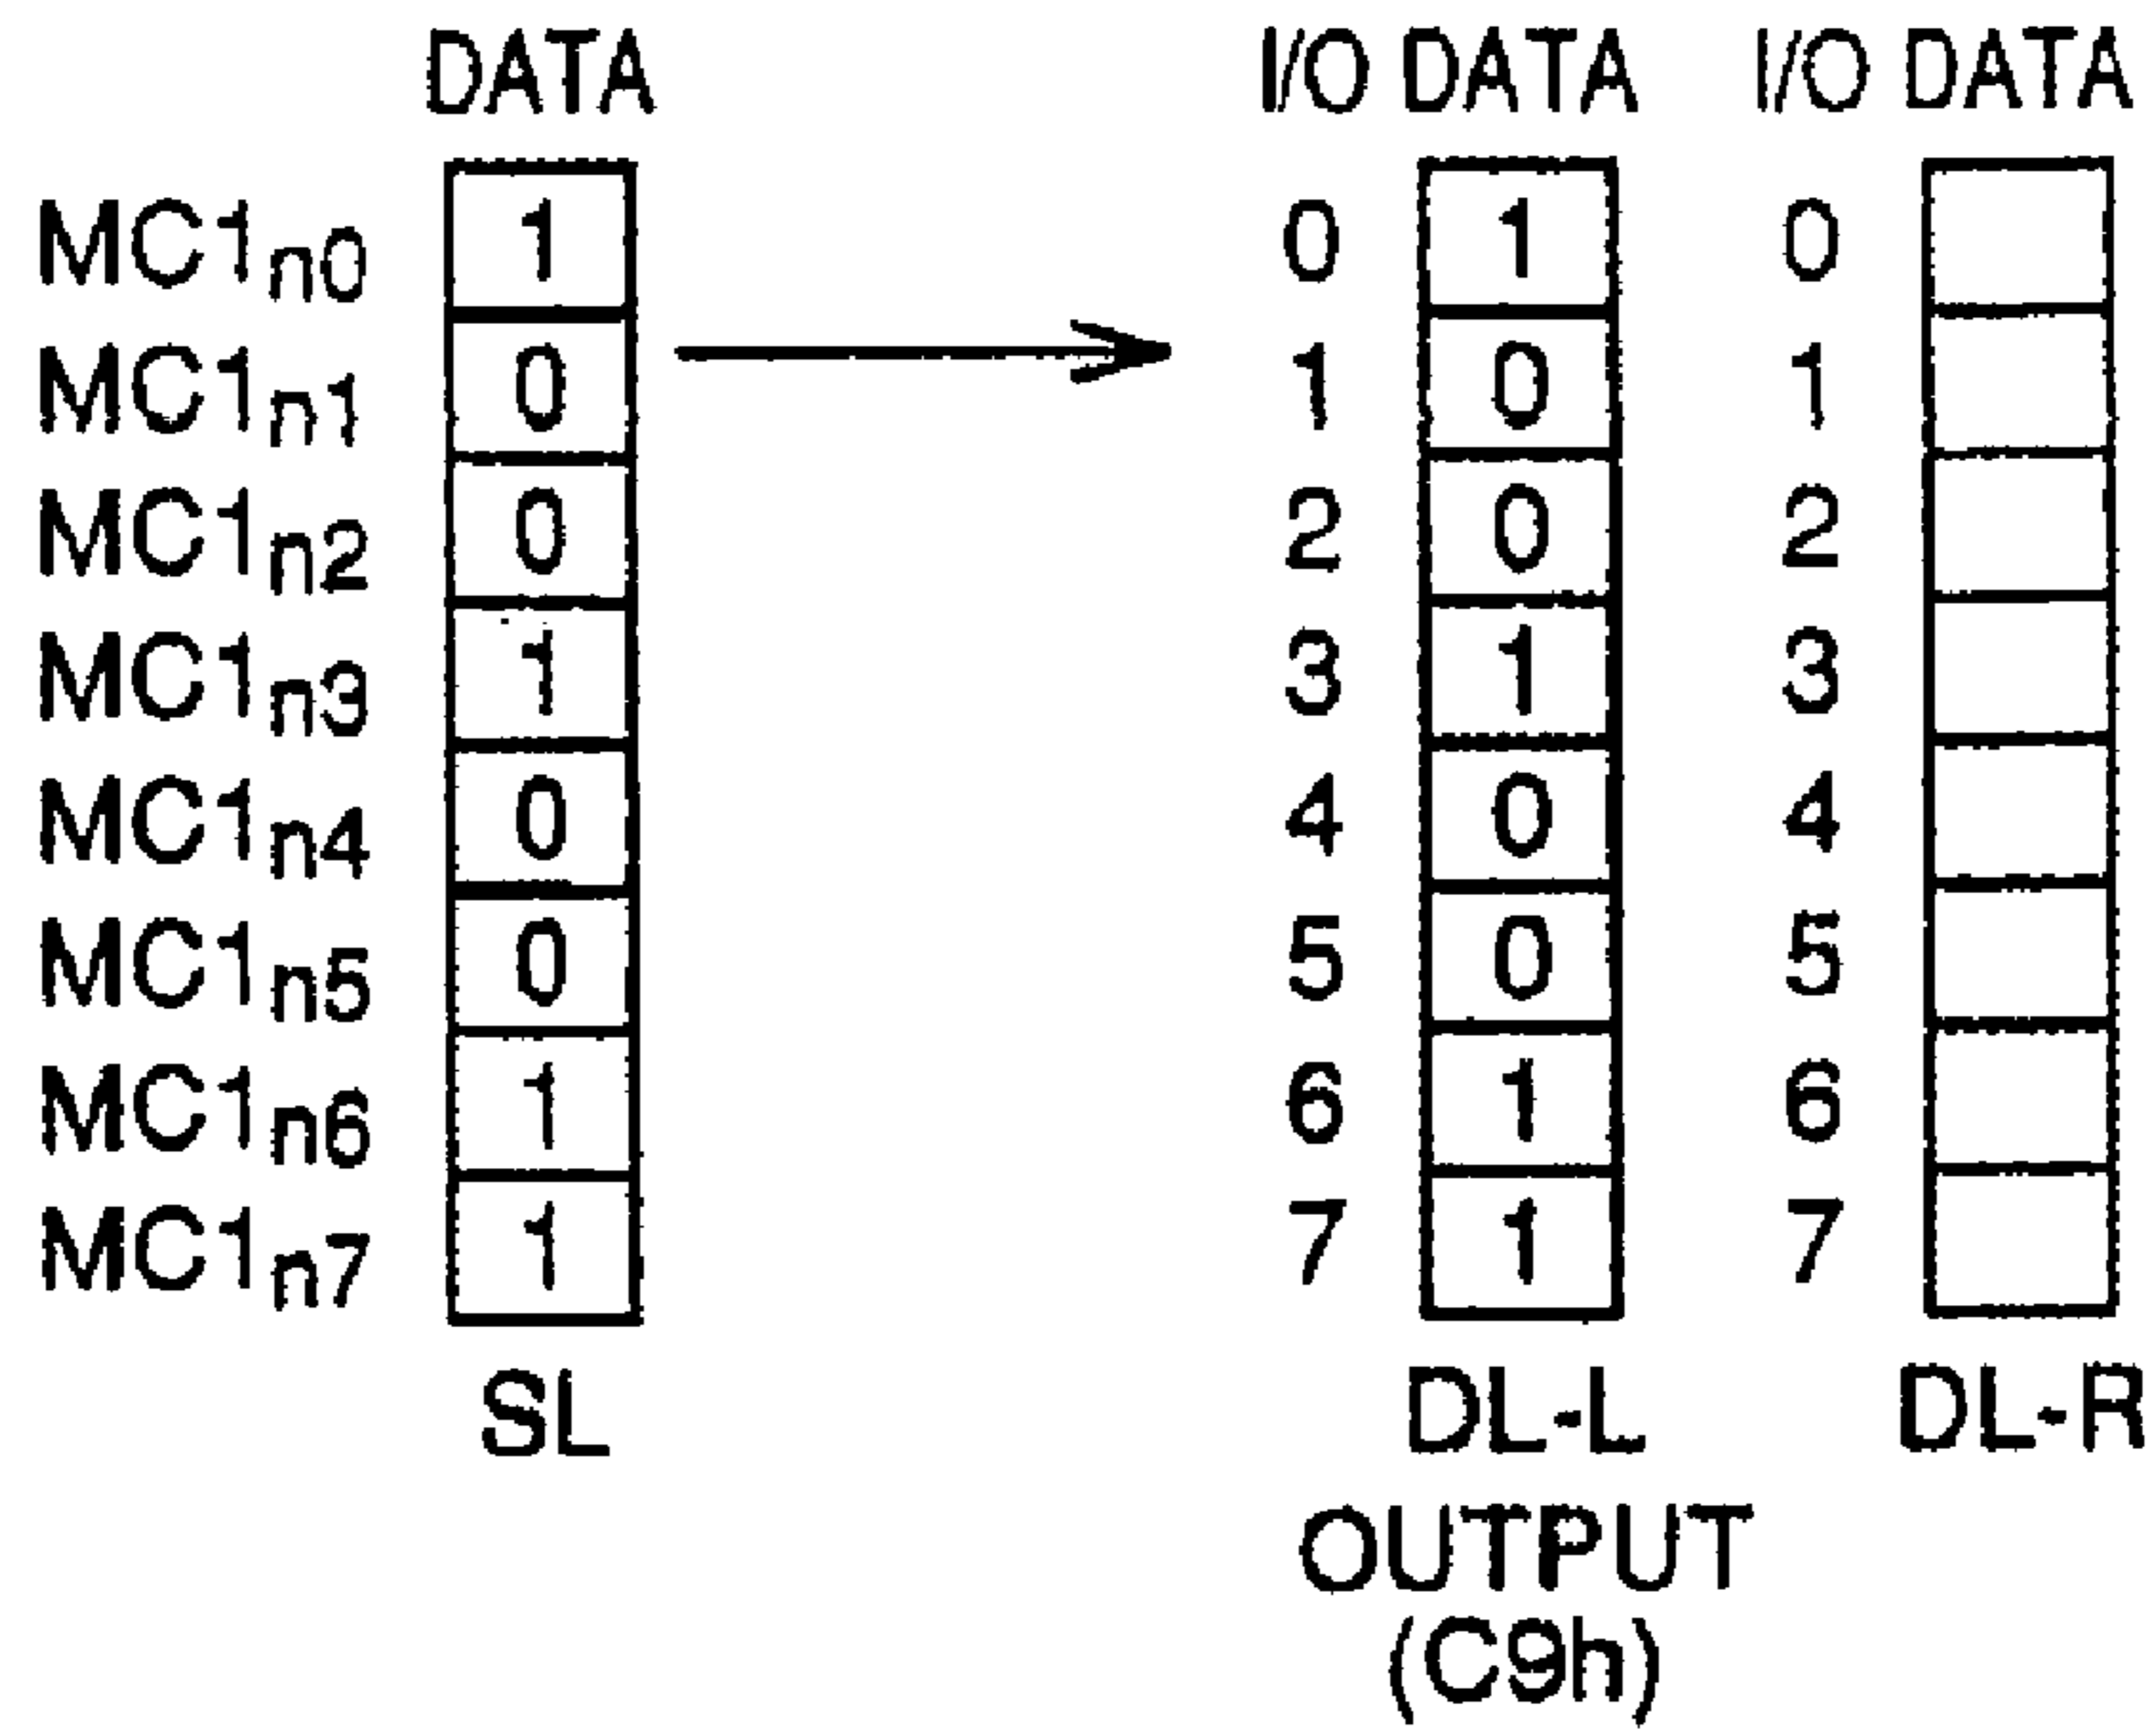 DATA I/O DATA I/O DATA
MC1n0 1 0 1 0
MC1n1 0 1 0 1
MC1n2 0 2 0 2
MC1n3 1 3 1 3
MC1n4 0 4 0 4
MC1n5 0 5 0 5
MC1n6 1 6 1 6
MC1n7 1 7 1 7
SL DL-L DL-R
OUTPUT
(C9h)